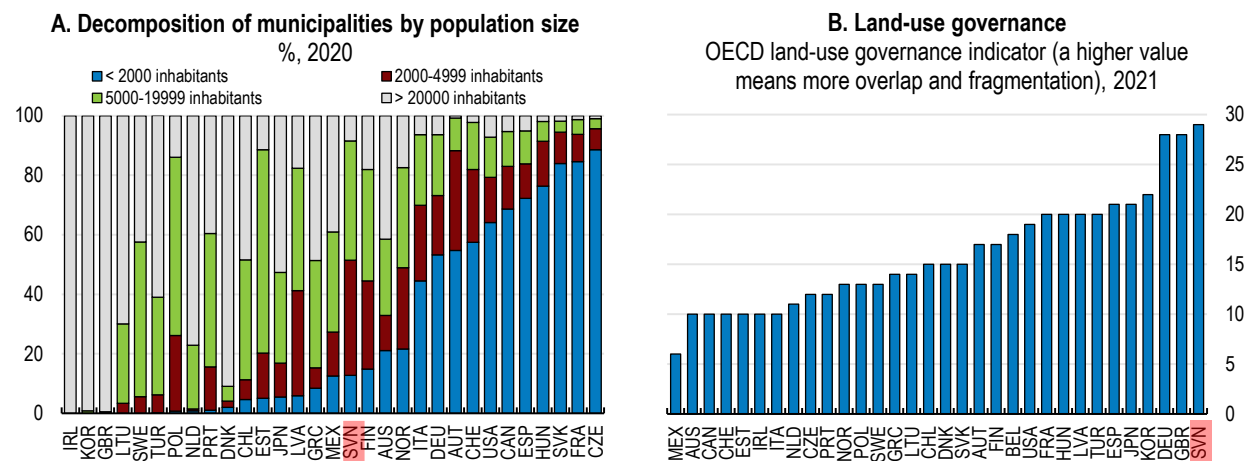 A. Decomposition of municipalities by population size
%, 2020
< 2000 inhabitants
2000-4999 inhabitants
5000-19999 inhabitants
> 20000 inhabitants
100
80
60
40
20
0
IRL KOR GBR LTU SWE TUR POL NLD PRT DNK CHL EST JPN LVA GRC MEX SVN FIN AUS NOR ITA DEU AUT CHE USA CAN ESP HUN SVK FRA CZE
B. Land-use governance
OECD land-use governance indicator (a higher value
means more overlap and fragmentation), 2021
30
25
20
15
10
5
0
MEX AUS CAN CHE EST IRL ITA NLD CZE PRT NOR POL SWE GRC LTU CHL DNK SVK AUT FIN BEL USA FRA HUN LVA TUR ESP JPN KOR DEU GBR SVN